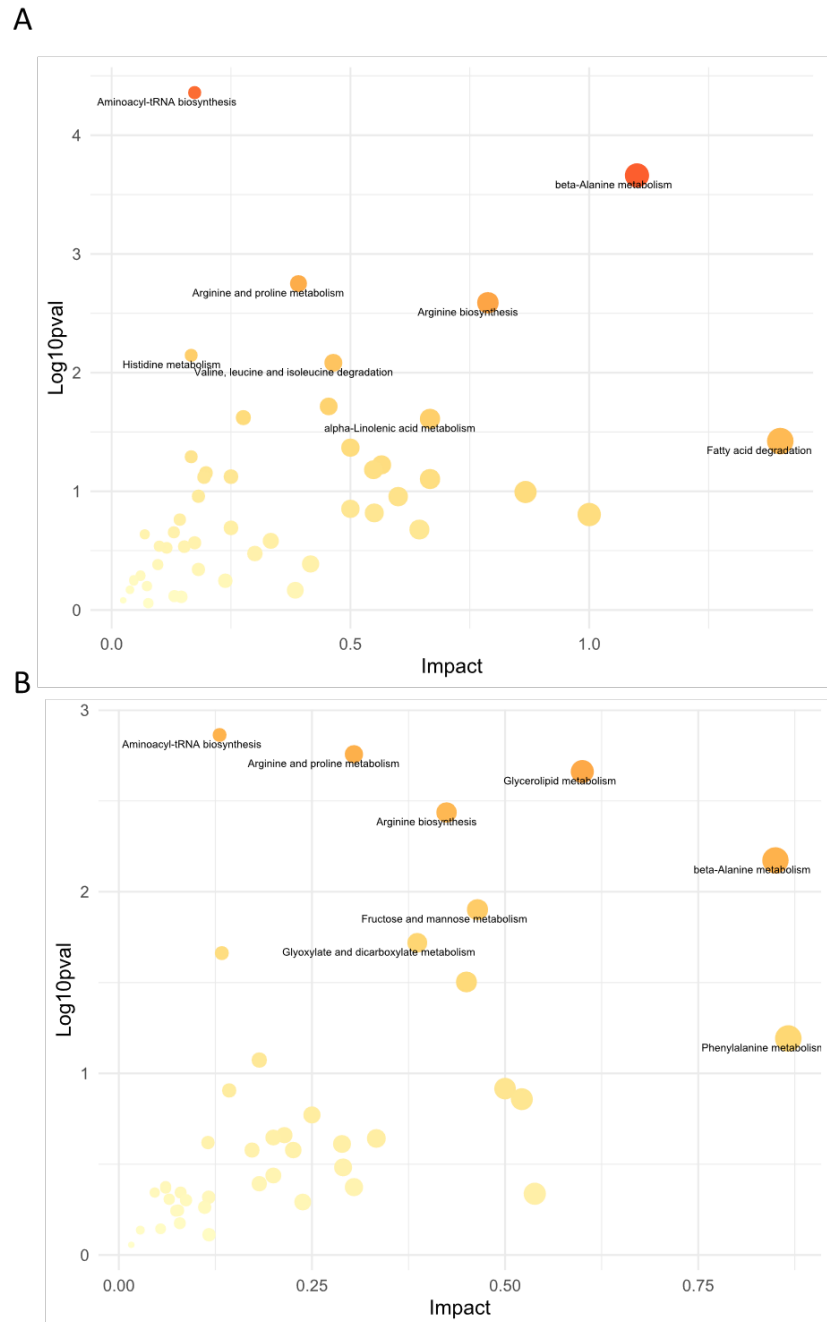 A
Aminoacyl-tRNA biosynthesis
4
beta-Alanine metabolism
3
Arginine and proline metabolism
Arginine biosynthesis
Log10pval
Histidine metabolism
2
Valine, leucine and isoleucine degradation
alpha-Linolenic acid metabolism
Fatty acid degradation
1
0
0.0
0.5
1.0
Impact
B
3
Aminoacyl-tRNA biosynthesis
Arginine and proline metabolism
Glycerolipid metabolism
Arginine biosynthesis
beta-Alanine metabolism
2
Fructose and mannose metabolism
Glyoxylate and dicarboxylate metabolism
Log10pval
Phenylalanine metabolism
1
0
0.00
0.25
0.50
0.75
Impact